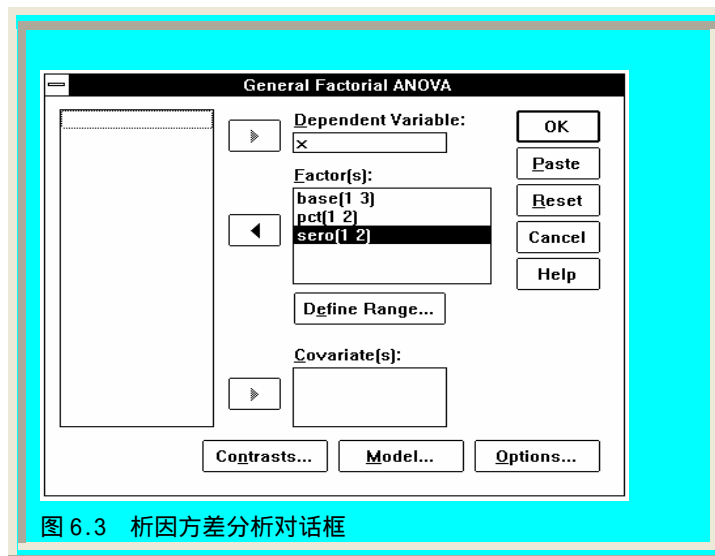 General Factorial ANOVA
Dependent Variable:
x
Factor(s):
base(1 3)
pct(1 2)
sero(1 2)
Define Range...
Covariate(s):
OK
Paste
Reset
Cancel
Help
Contrasts...
Model...
Options...
图 6.3 析因方差分析对话框